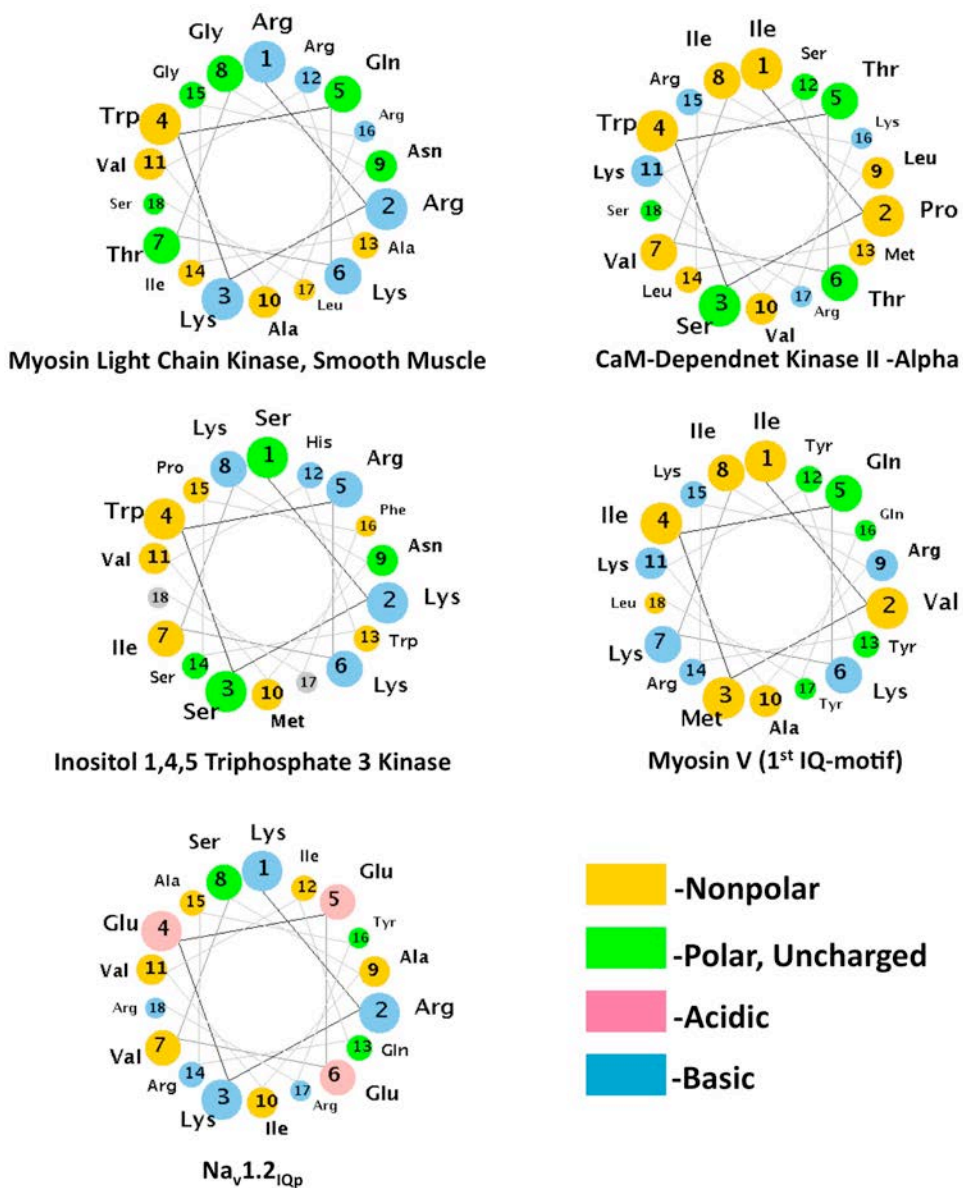 Arg
Gly
Arg
1
8
12
Gln
Gly
15
5
Trp
4
16
Arg
Val
11
9
Asn
Ser
18
2
Arg
Thr
7
13
Ala
Ile
14
6
Lys
3
10
17
Leu
Lys
Ala
Myosin Light Chain Kinase, Smooth Muscle
Ile
Ile
Ser
1
8
12
Thr
Arg
15
5
Trp
4
16
Lys
Lys
11
9
Leu
Ser
18
2
Pro
Val
7
13
Met
Leu
14
6
Thr
3
10
17
Arg
Ser
Val
CaM-Dependnet Kinase II -Alpha
Ser
Lys
His
1
8
12
Arg
Pro
15
5
Trp
4
16
Phe
Val
11
9
Asn
18
2
Lys
Ile
7
13
Trp
Ser
14
6
Lys
3
10
17
Ser
Met
Inositol 1,4,5 Triphosphate 3 Kinase
Ile
Ile
Tyr
1
8
12
Gln
Lys
15
5
Ile
4
16
Gln
Lys
11
9
Arg
Leu
18
2
Val
Lys
7
13
Tyr
Arg
14
6
Lys
3
10
17
Tyr
Met
Ala
Myosin V (1st IQ-motif)
Lys
Ser
Ile
1
8
12
Glu
Ala
15
5
Glu
4
16
Tyr
Val
11
9
Ala
Arg
18
2
Arg
Val
7
13
Gln
Arg
14
6
Glu
3
10
17
Arg
Lys
Ile
Nav1.2IQp
-Nonpolar
-Polar, Uncharged
-Acidic
-Basic